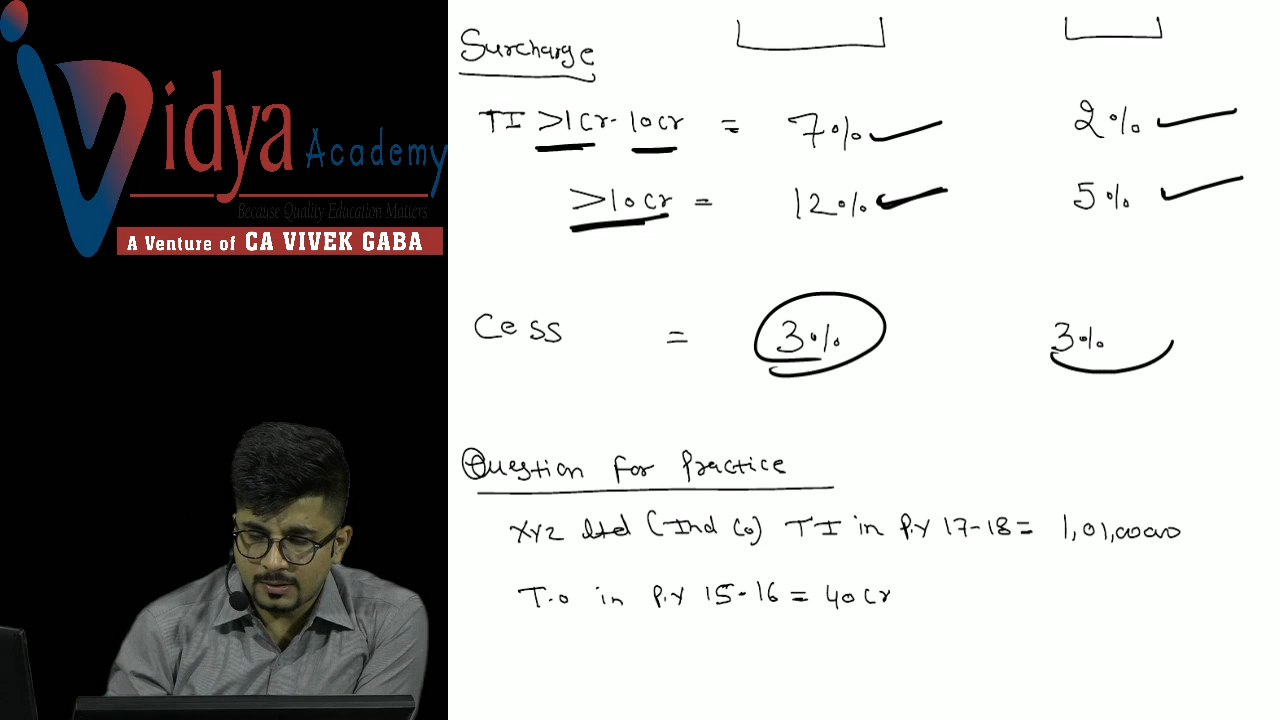 Vidya Academy
Because Quality Education Matters
A Venture of CA VIVEK GABA
Surcharge
TI >1cr-10cr = 7% 2%
>10cr = 12% 5%
Cess = 3% 3%
Question for Practice
XYZ ltd (Ind Co) TI in P.Y 17-18 = 1,01,00000
T.O in P.Y 15-16 = 40cr